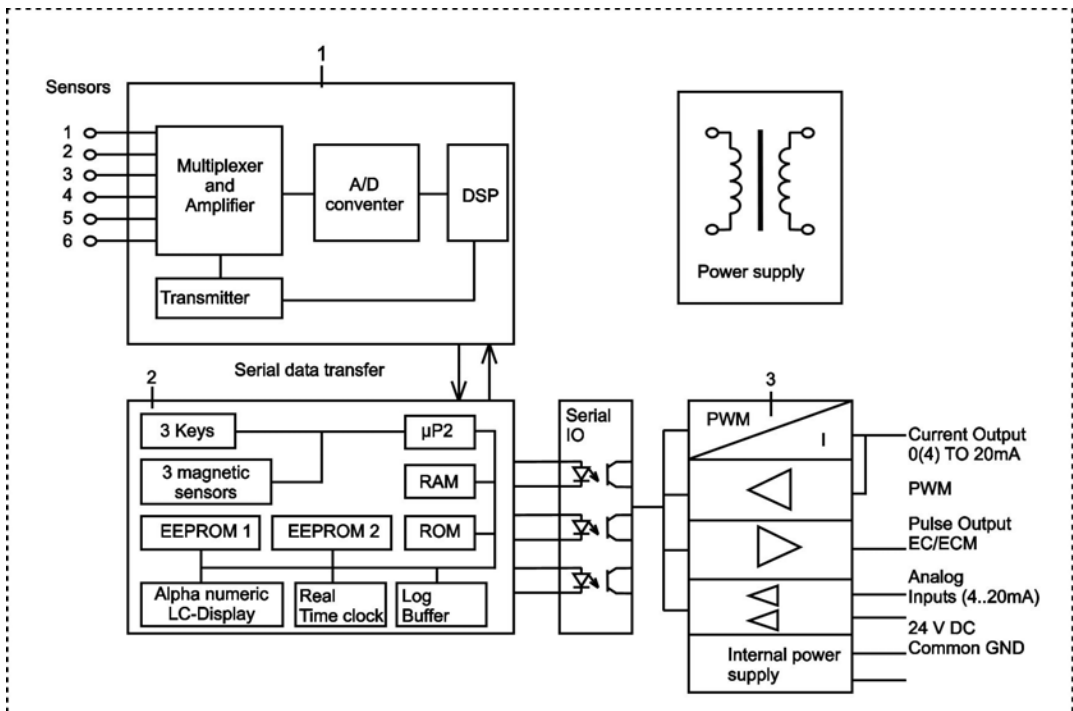 1
Sensors
1
2
3
4
5
6
Multiplexer
and
Amplifier
A/D
conventer
DSP
Transmitter
Power supply
Serial data transfer
2
3 Keys
µP2
3 magnetic
sensors
RAM
EEPROM 1
EEPROM 2
ROM
Alpha numeric
LC-Display
Real
Time clock
Log
Buffer
Serial
IO
3
PWM
I
Internal power
supply
Current Output
0(4) TO 20mA
PWM
Pulse Output
EC/ECM
Analog
Inputs (4..20mA)
24 V DC
Common GND